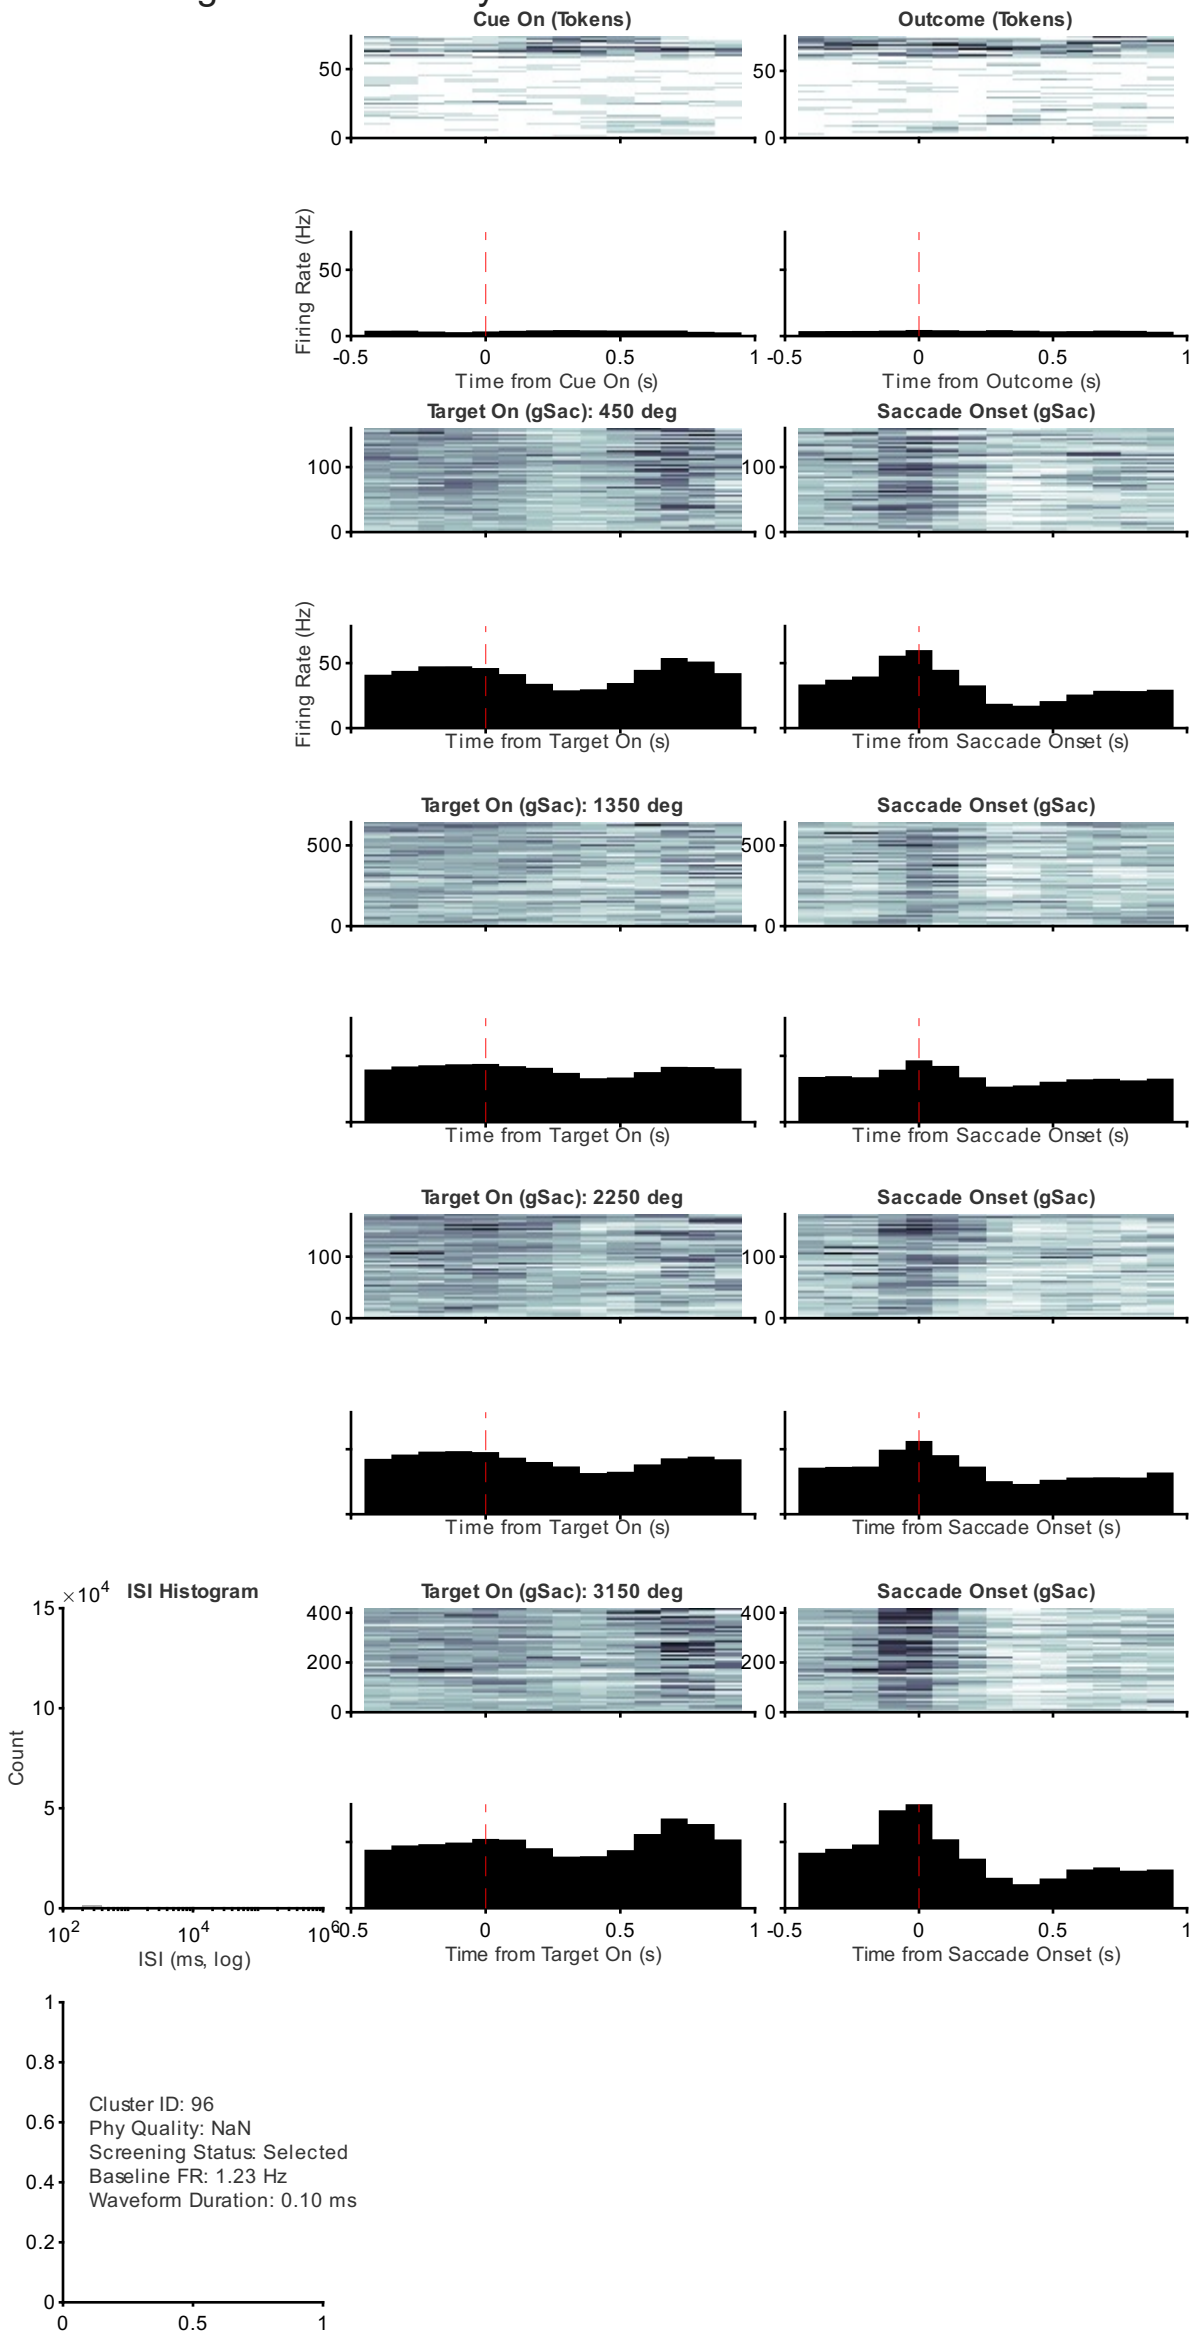 Cue On (Tokens)
Outcome (Tokens)
50
0
50
0
Firing Rate (Hz)
50
0
-0.5 0 0.5 1
-0.5 0 0.5 1
Time from Cue On (s)
Time from Outcome (s)
Target On (gSac): 450 deg
Saccade Onset (gSac)
100
0
100
0
Firing Rate (Hz)
50
0
Time from Target On (s)
Time from Saccade Onset (s)
Target On (gSac): 1350 deg
Saccade Onset (gSac)
500
0
500
0
Time from Target On (s)
Time from Saccade Onset (s)
Target On (gSac): 2250 deg
Saccade Onset (gSac)
100
0
100
0
Time from Target On (s)
Time from Saccade Onset (s)
ISI Histogram
×10^4
15
10
5
0
Count
10^2 10^4 10^6
ISI (ms, log)
Target On (gSac): 3150 deg
Saccade Onset (gSac)
400
200
0
400
200
0
-0.5 0 0.5 1
-0.5 0 0.5 1
Time from Target On (s)
Time from Saccade Onset (s)
1
0.8
0.6
0.4
0.2
0
Cluster ID: 96
Phy Quality: NaN
Screening Status: Selected
Baseline FR: 1.23 Hz
Waveform Duration: 0.10 ms
0 0.5 1